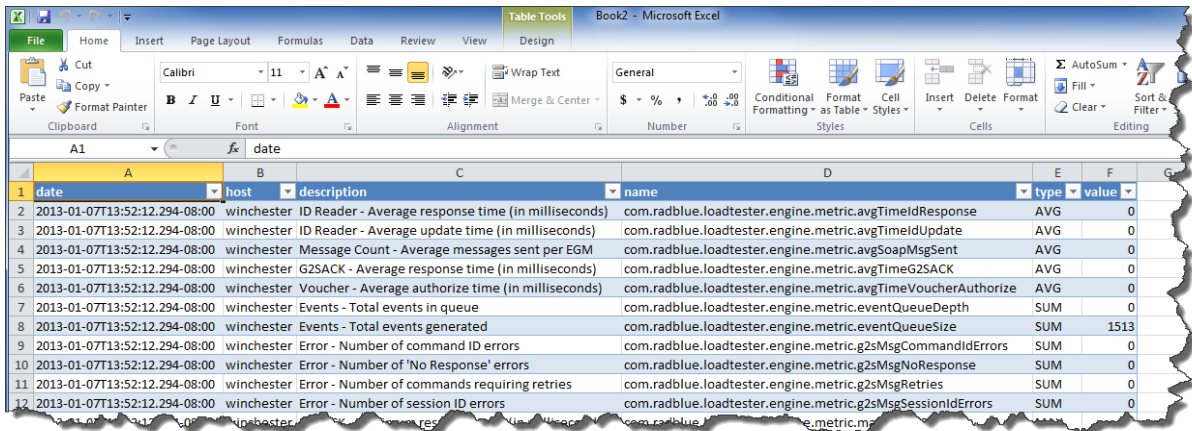 Table Tools Book2 - Microsoft Excel
File Home Insert Page Layout Formulas Data Review View Design
Paste Cut Copy Format Painter Clipboard
Calibri 11 A A B I U A Font
Wrap Text Merge & Center Alignment
General $ % , .00 .0 Number
Conditional Formatting Format as Table Cell Styles Styles
Insert Delete Format Cells
Σ AutoSum Fill Clear Sort & Filter Editing
A1 fx date
A B C D E F G
1 date host description name type value
2 2013-01-07T13:52:12.294-08:00 winchester ID Reader - Average response time (in milliseconds) com.radblue.loadtester.engine.metric.avgTimeIdResponse AVG 0
3 2013-01-07T13:52:12.294-08:00 winchester ID Reader - Average update time (in milliseconds) com.radblue.loadtester.engine.metric.avgTimeIdUpdate AVG 0
4 2013-01-07T13:52:12.294-08:00 winchester Message Count - Average messages sent per EGM com.radblue.loadtester.engine.metric.avgSoapMsgSent AVG 0
5 2013-01-07T13:52:12.294-08:00 winchester G2SACK - Average response time (in milliseconds) com.radblue.loadtester.engine.metric.avgTimeG2SACK AVG 0
6 2013-01-07T13:52:12.294-08:00 winchester Voucher - Average authorize time (in milliseconds) com.radblue.loadtester.engine.metric.avgTimeVoucherAuthorize AVG 0
7 2013-01-07T13:52:12.294-08:00 winchester Events - Total events in queue com.radblue.loadtester.engine.metric.eventQueueDepth SUM 0
8 2013-01-07T13:52:12.294-08:00 winchester Events - Total events generated com.radblue.loadtester.engine.metric.eventQueueSize SUM 1513
9 2013-01-07T13:52:12.294-08:00 winchester Error - Number of command ID errors com.radblue.loadtester.engine.metric.g2sMsgCommandIdErrors SUM 0
10 2013-01-07T13:52:12.294-08:00 winchester Error - Number of 'No Response' errors com.radblue.loadtester.engine.metric.g2sMsgNoResponse SUM 0
11 2013-01-07T13:52:12.294-08:00 winchester Error - Number of commands requiring retries com.radblue.loadtester.engine.metric.g2sMsgRetries SUM 0
12 2013-01-07T13:52:12.294-08:00 winchester Error - Number of session ID errors com.radblue.loadtester.engine.metric.g2sMsgSessionIdErrors SUM 0